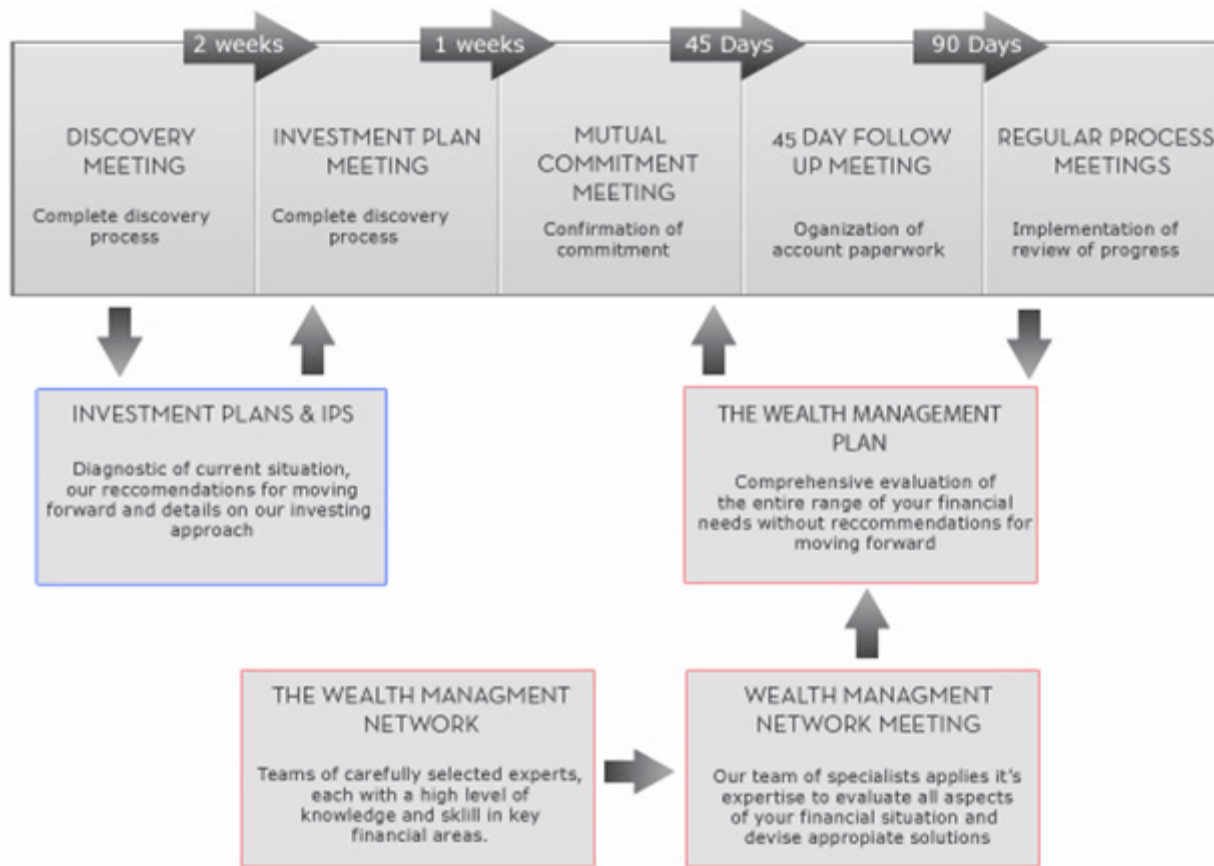 2 weeks
1 weeks
45 Days
90 Days
DISCOVERY
MEETING
Complete discovery
process
INVESTMENT PLAN
MEETING
Complete discovery
process
MUTUAL
COMMITMENT
MEETING
Confirmation of
commitment
45 DAY FOLLOW
UP MEETING
Oganization of
account paperwork
REGULAR PROCESS
MEETINGS
Implementation of
review of progress
INVESTMENT PLANS & IPS
Diagnostic of current situation,
our reccomendations for moving
forward and details on our investing
approach
THE WEALTH MANAGEMENT
PLAN
Comprehensive evaluation of
the entire range of your financial
needs without reccommendations for
moving forward
THE WEALTH MANAGMENT
NETWORK
Teams of carefully selected experts,
each with a high level of
knowledge and sklill in key
financial areas.
WEALTH MANAGMENT
NETWORK MEETING
Our team of specialists applies it's
expertise to evaluate all aspects
of your financial situation and
devise appropiate solutions